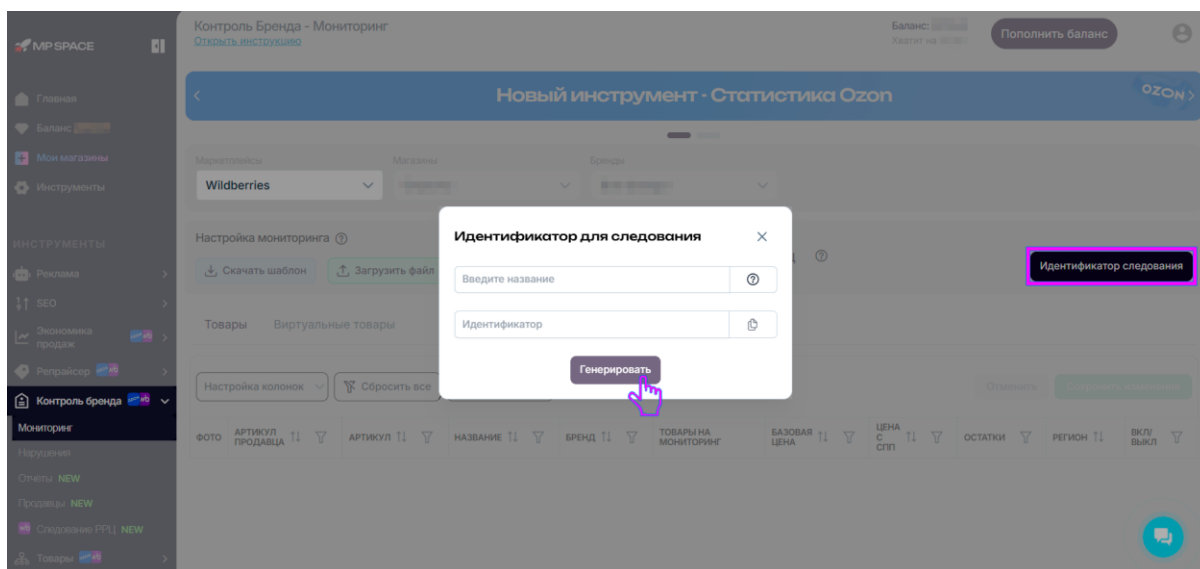 MP SPACE
Контроль Бренда - Мониторинг
Открыть инструкцию
Баланс:
Хватит на
Пополнить баланс
Главная
Баланс
Мои магазины
Инструменты
Новый инструмент - Статистика Ozon
OZON
Маркетплейсы
Магазины
Бренды
Wildberries
ИНСТРУМЕНТЫ
Реклама
SEO
Экономика
продаж
Репрайсер
Контроль бренда
Мониторинг
Нарушения
Отчёты NEW
Продавцы NEW
Следование РРЦ NEW
Товары
Настройка мониторинга
Скачать шаблон
Загрузить файл
Идентификатор следования
Идентификатор для следования
Введите название
Идентификатор
Генерировать
Товары
Виртуальные товары
Настройка колонок
Сбросить все
Отменить
ФОТО
АРТИКУЛ
ПРОДАВЦА
АРТИКУЛ
НАЗВАНИЕ
БРЕНД
ТОВАРЫ НА
МОНИТОРИНГ
БАЗОВАЯ
ЦЕНА
ЦЕНА
С
СПП
ОСТАТКИ
РЕГИОН
ВКЛ/
ВЫКЛ